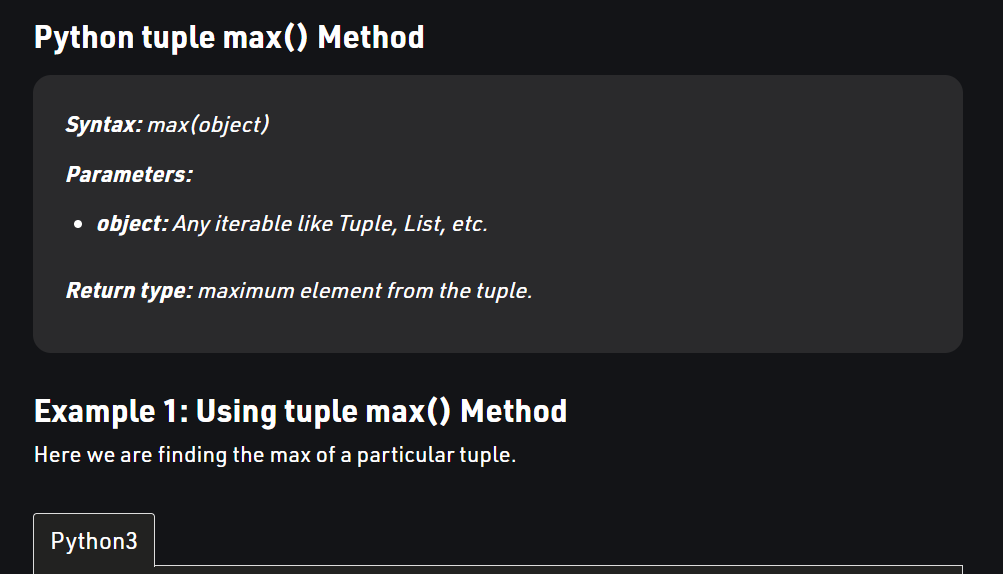 Python tuple max() Method
Syntax: max(object)
Parameters:
• object: Any iterable like Tuple, List, etc.
Return type: maximum element from the tuple.
Example 1: Using tuple max() Method
Here we are finding the max of a particular tuple.
Python3